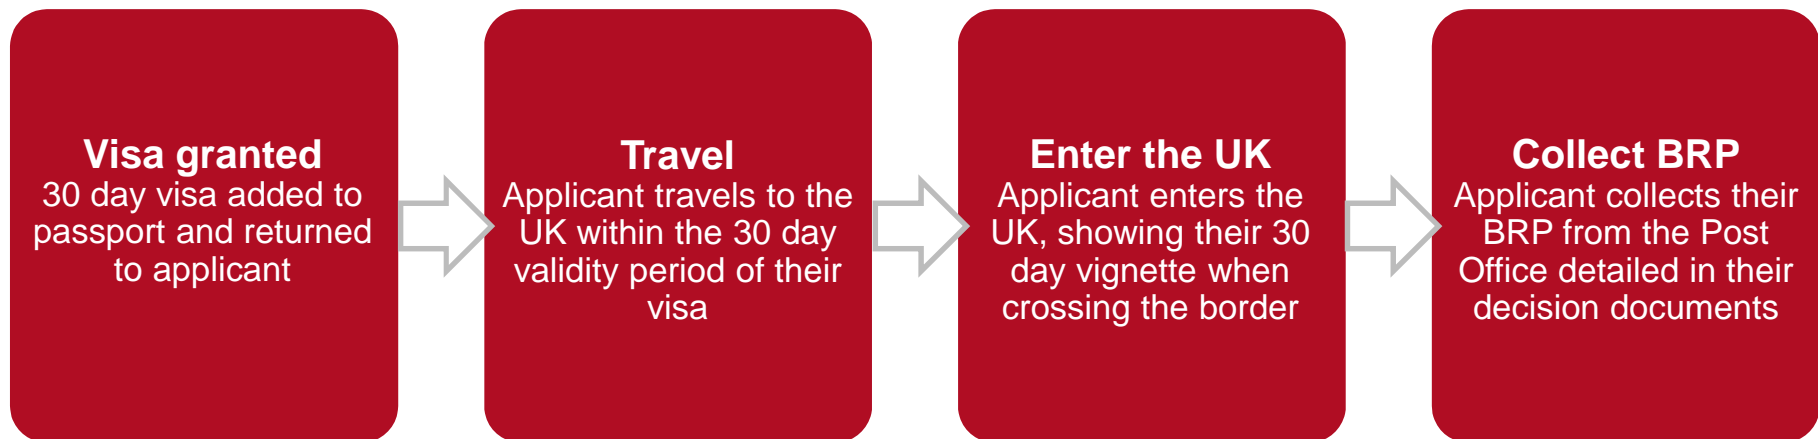 Visa granted
30 day visa added to
passport and returned
to applicant
Travel
Applicant travels to the
UK within the 30 day
validity period of their
visa
Enter the UK
Applicant enters the
UK, showing their 30
day vignette when
crossing the border
Collect BRP
Applicant collects their
BRP from the Post
Office detailed in their
decision documents